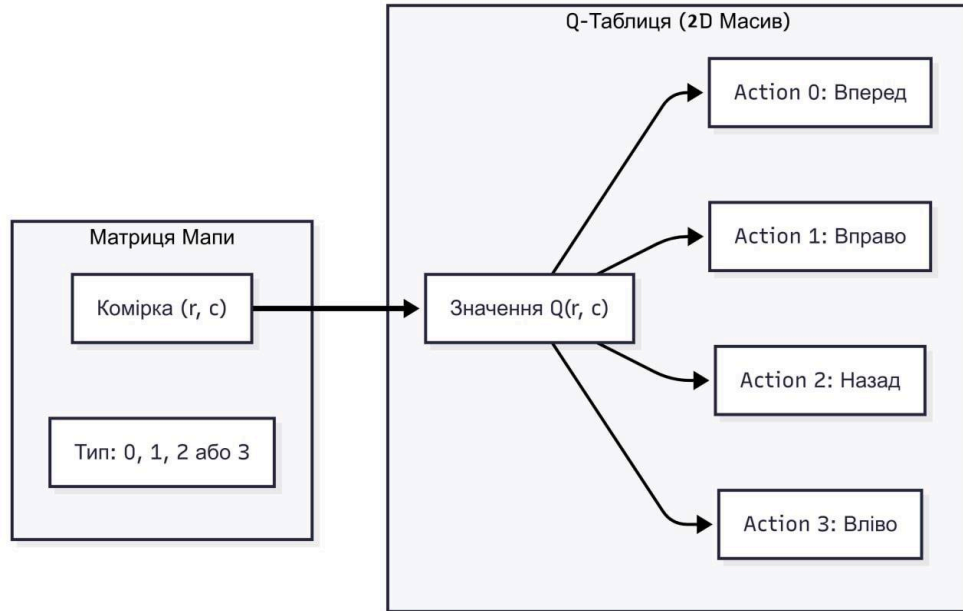 Q-Таблиця (2D Масив)
Action 0: Вперед
Action 1: Вправо
Матриця Мапи
Комірка (r, c)
Значення Q(r, c)
Action 2: Назад
Тип: 0, 1, 2 або 3
Action 3: Вліво